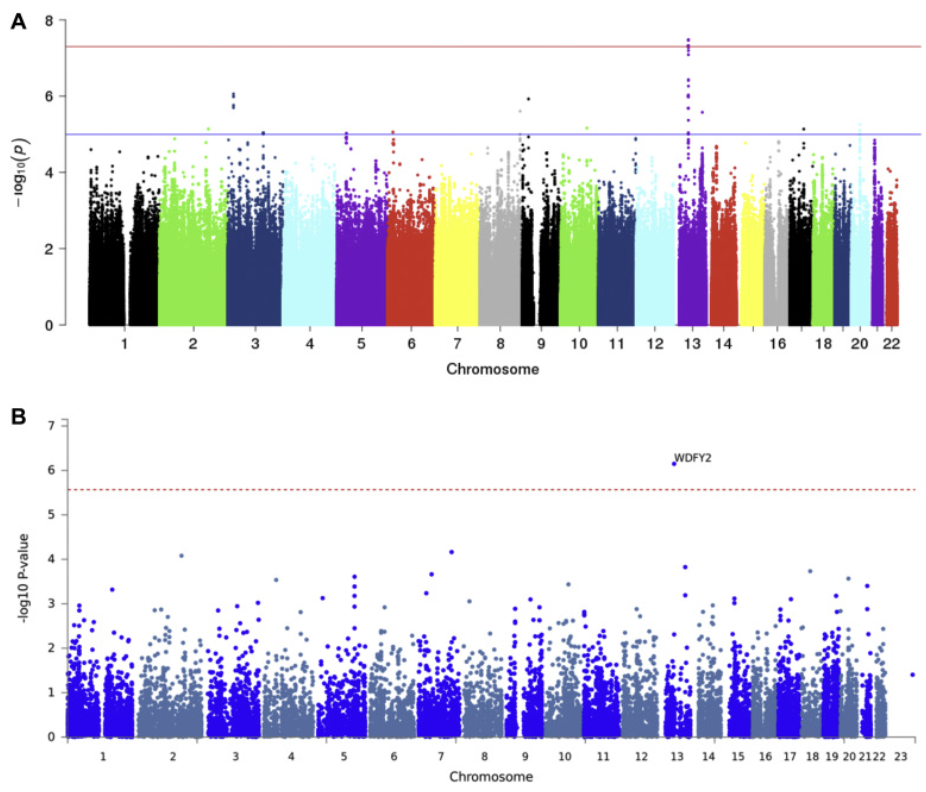 A
8
6
4
2
0
−log10(p)
1 2 3 4 5 6 7 8 9 10 11 12 13 14 16 18 20 22
Chromosome
B
7
6
5
4
3
2
1
0
-log10 P-value
WDFY2
1 2 3 4 5 6 7 8 9 10 11 12 13 14 15 16 17 18 19 20 21 22 23
Chromosome